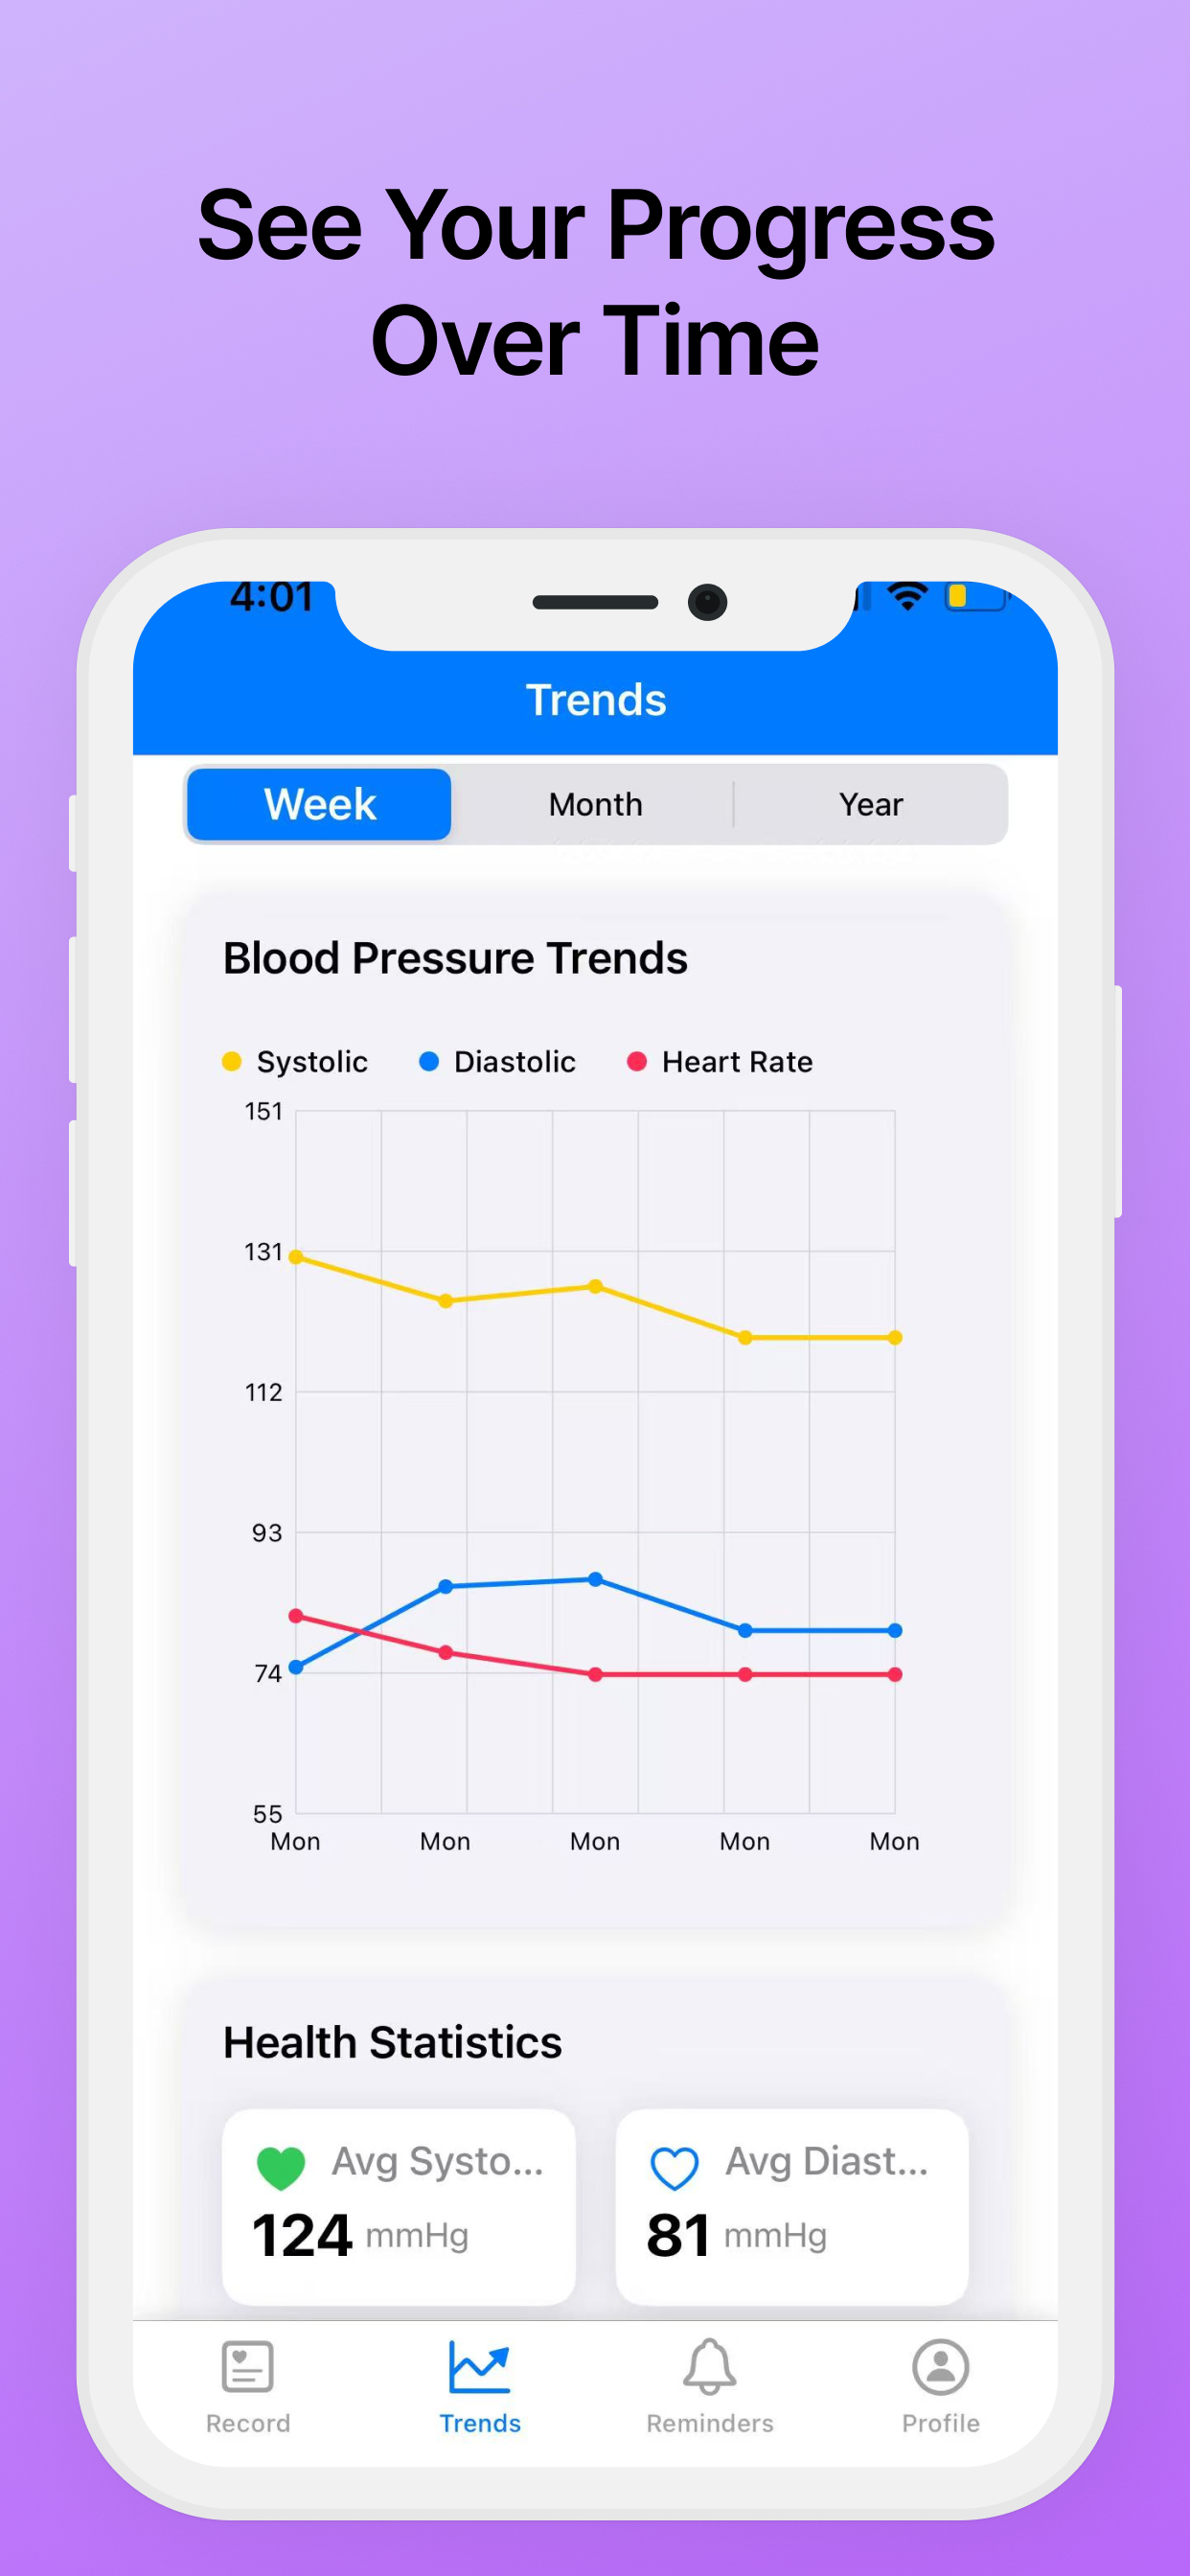 See Your Progress
Over Time
4:01
Trends
Week Month Year
Blood Pressure Trends
Systolic Diastolic Heart Rate
151
131
112
93
74
55
Mon Mon Mon Mon Mon
Health Statistics
Avg Systo... Avg Diast...
124 mmHg 81 mmHg
Record Trends Reminders Profile